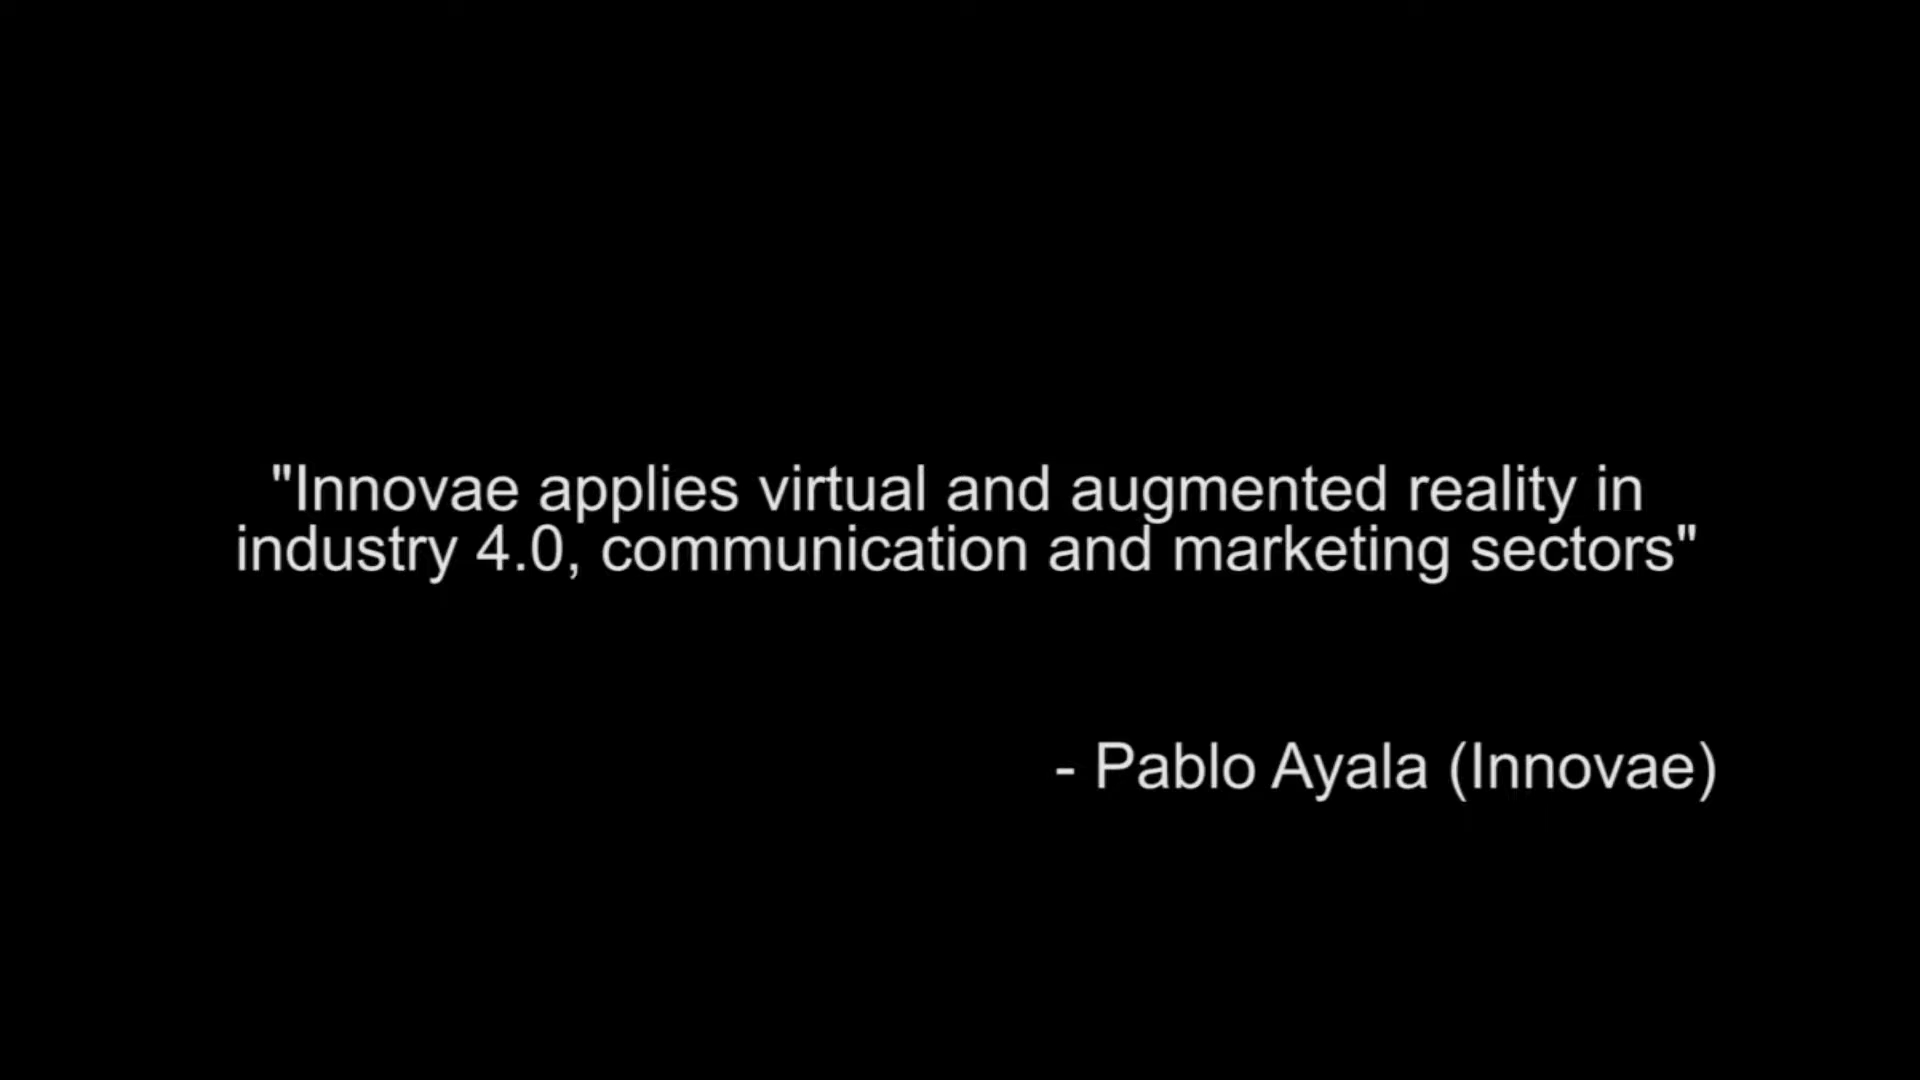 "Innovae applies virtual and augmented reality in
industry 4.0, communication and marketing sectors"
- Pablo Ayala (Innovae)